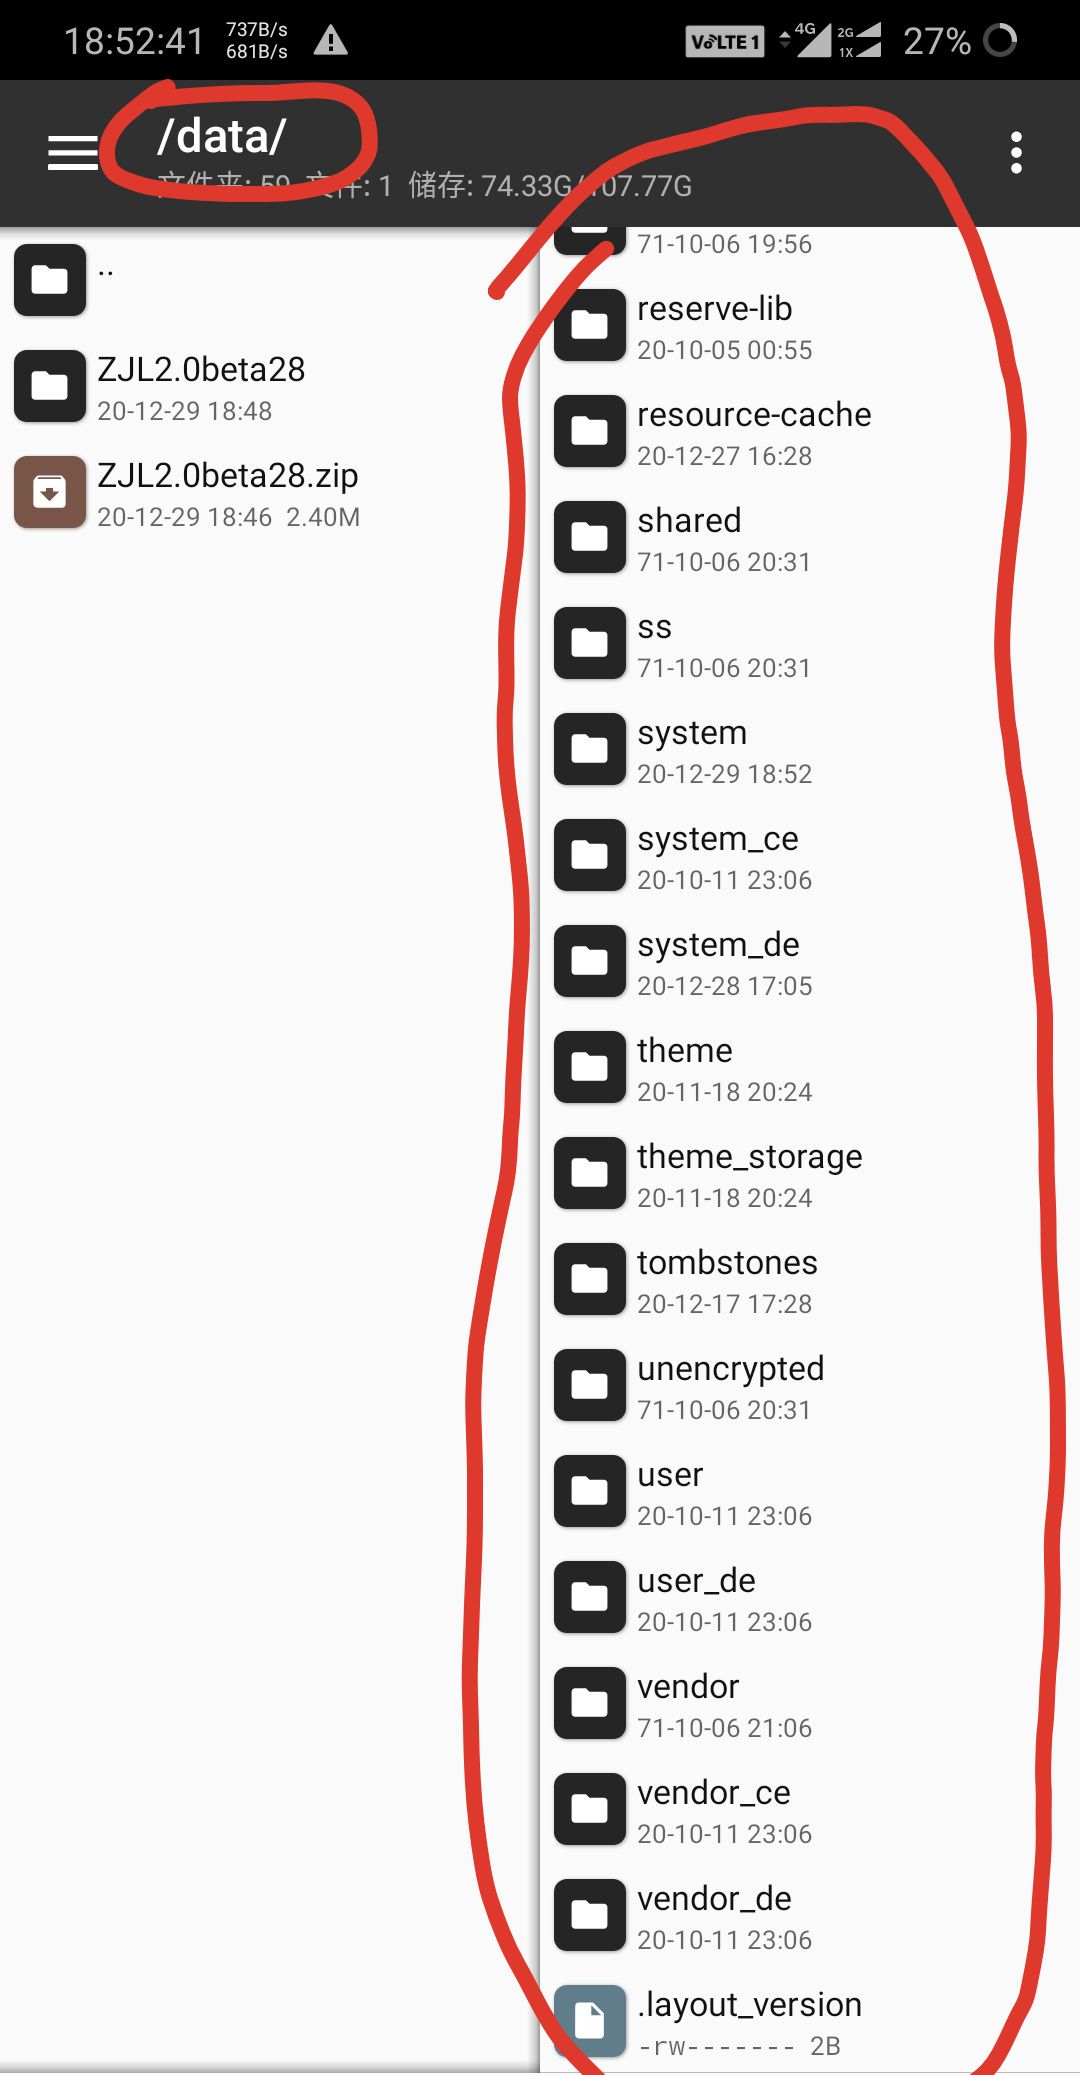 18:52:41 737B/s 681B/s VoLTE 1 4G 2G 1X 27%
/data/
文件夹: 59 文件: 1 储存: 74.33G/107.77G
..
ZJL2.0beta28
20-12-29 18:48
ZJL2.0beta28.zip
20-12-29 18:46 2.40M
71-10-06 19:56
reserve-lib
20-10-05 00:55
resource-cache
20-12-27 16:28
shared
71-10-06 20:31
ss
71-10-06 20:31
system
20-12-29 18:52
system_ce
20-10-11 23:06
system_de
20-12-28 17:05
theme
20-11-18 20:24
theme_storage
20-11-18 20:24
tombstones
20-12-17 17:28
unencrypted
71-10-06 20:31
user
20-10-11 23:06
user_de
20-10-11 23:06
vendor
71-10-06 21:06
vendor_ce
20-10-11 23:06
vendor_de
20-10-11 23:06
.layout_version
-rw------- 2B